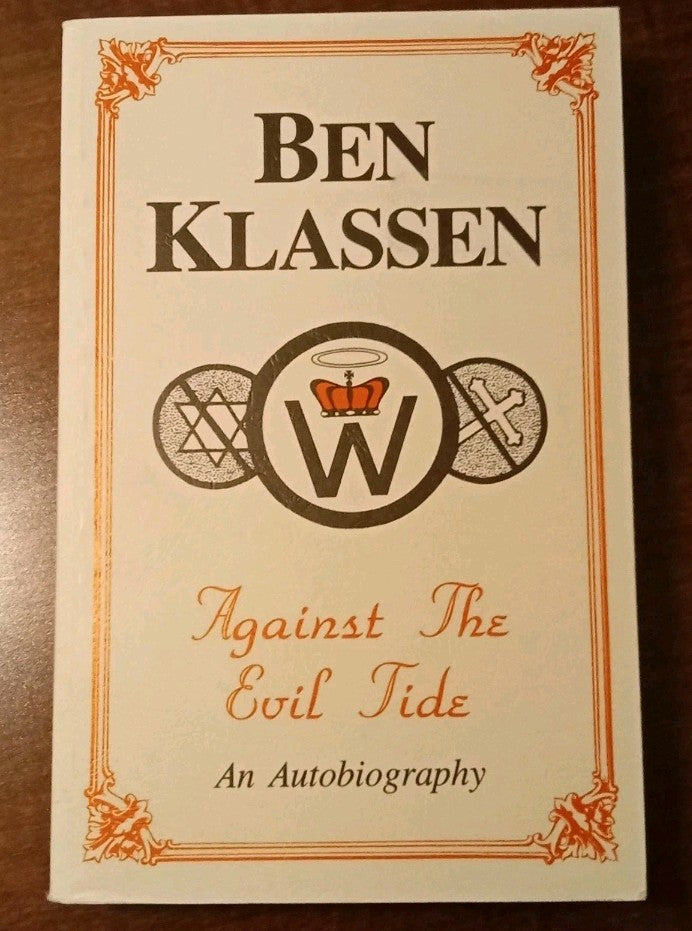 BEN
KLASSEN
W
Against The
Evil Tide
An Autobiography